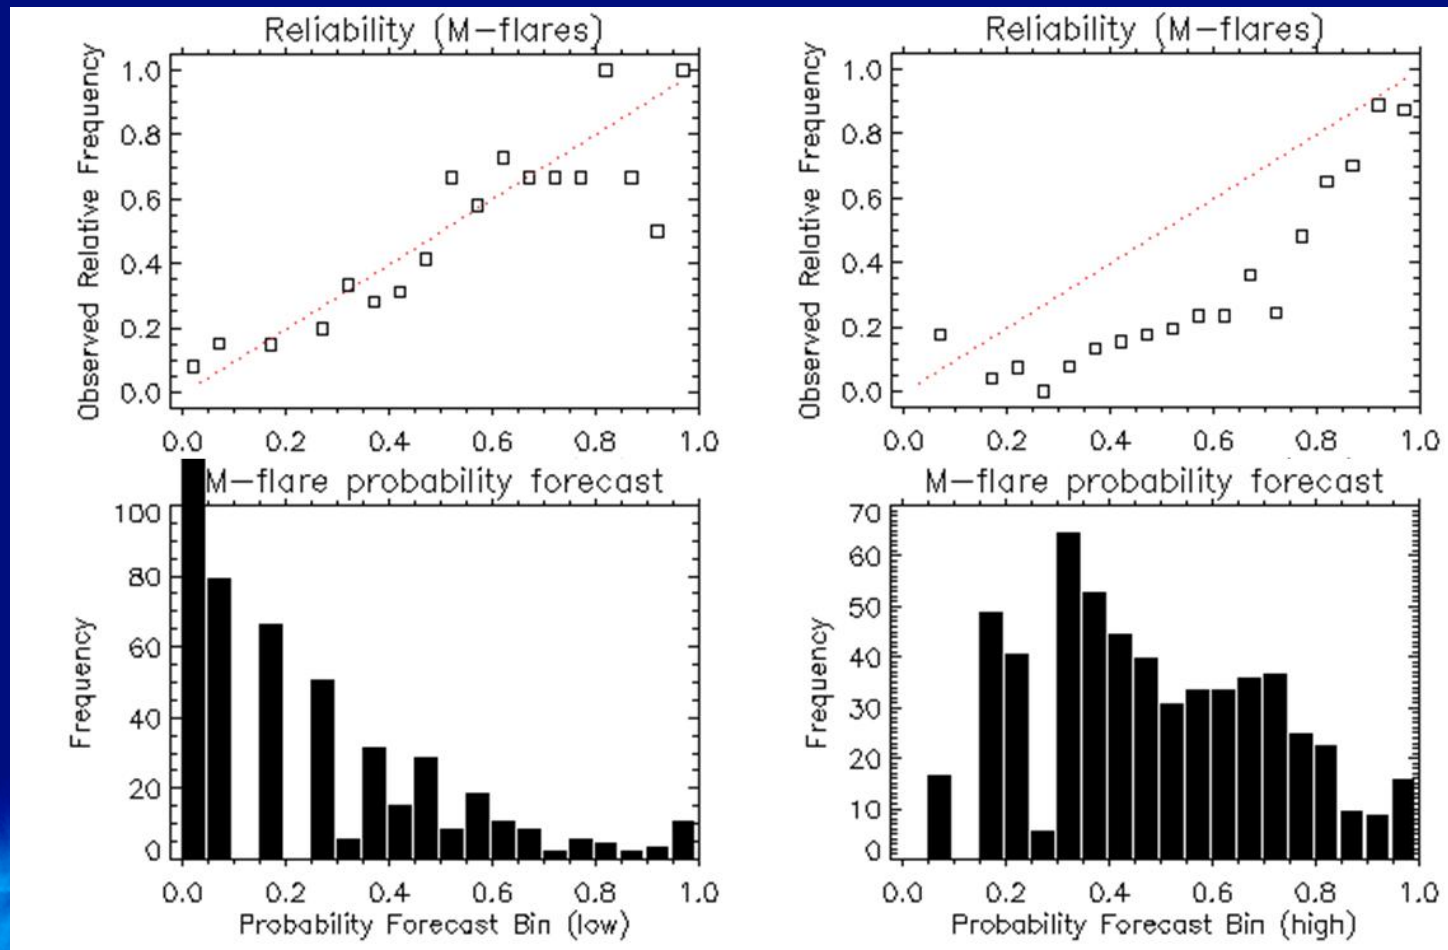 Reliability (M-flares)
Observed Relative Frequency
1.0
0.8
0.6
0.4
0.2
0.0
0.0 0.2 0.4 0.6 0.8 1.0
M-flare probability forecast
Frequency
100
80
60
40
20
0
0.0 0.2 0.4 0.6 0.8 1.0
Probability Forecast Bin (low)
Reliability (M-flares)
Observed Relative Frequency
1.0
0.8
0.6
0.4
0.2
0.0
0.0 0.2 0.4 0.6 0.8 1.0
M-flare probability forecast
Frequency
70
60
50
40
30
20
10
0
0.0 0.2 0.4 0.6 0.8 1.0
Probability Forecast Bin (high)